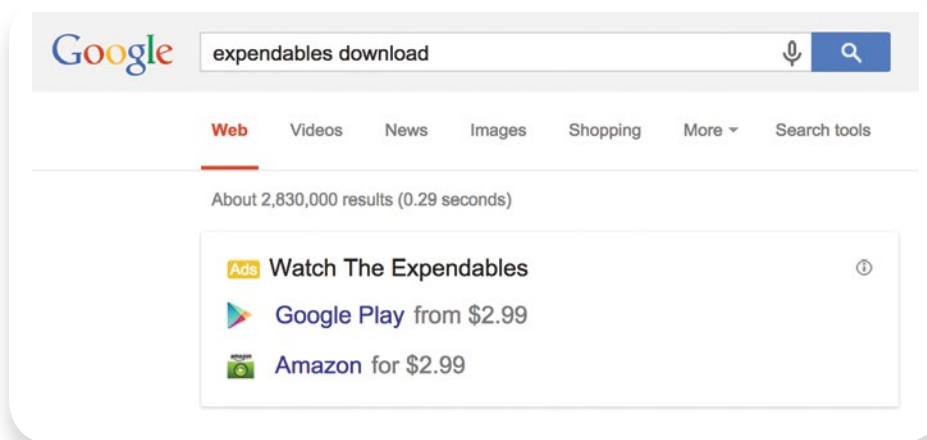 Google expendables download
Web Videos News Images Shopping More Search tools
About 2,830,000 results (0.29 seconds)
Ads Watch The Expendables
Google Play from $2.99
Amazon for $2.99